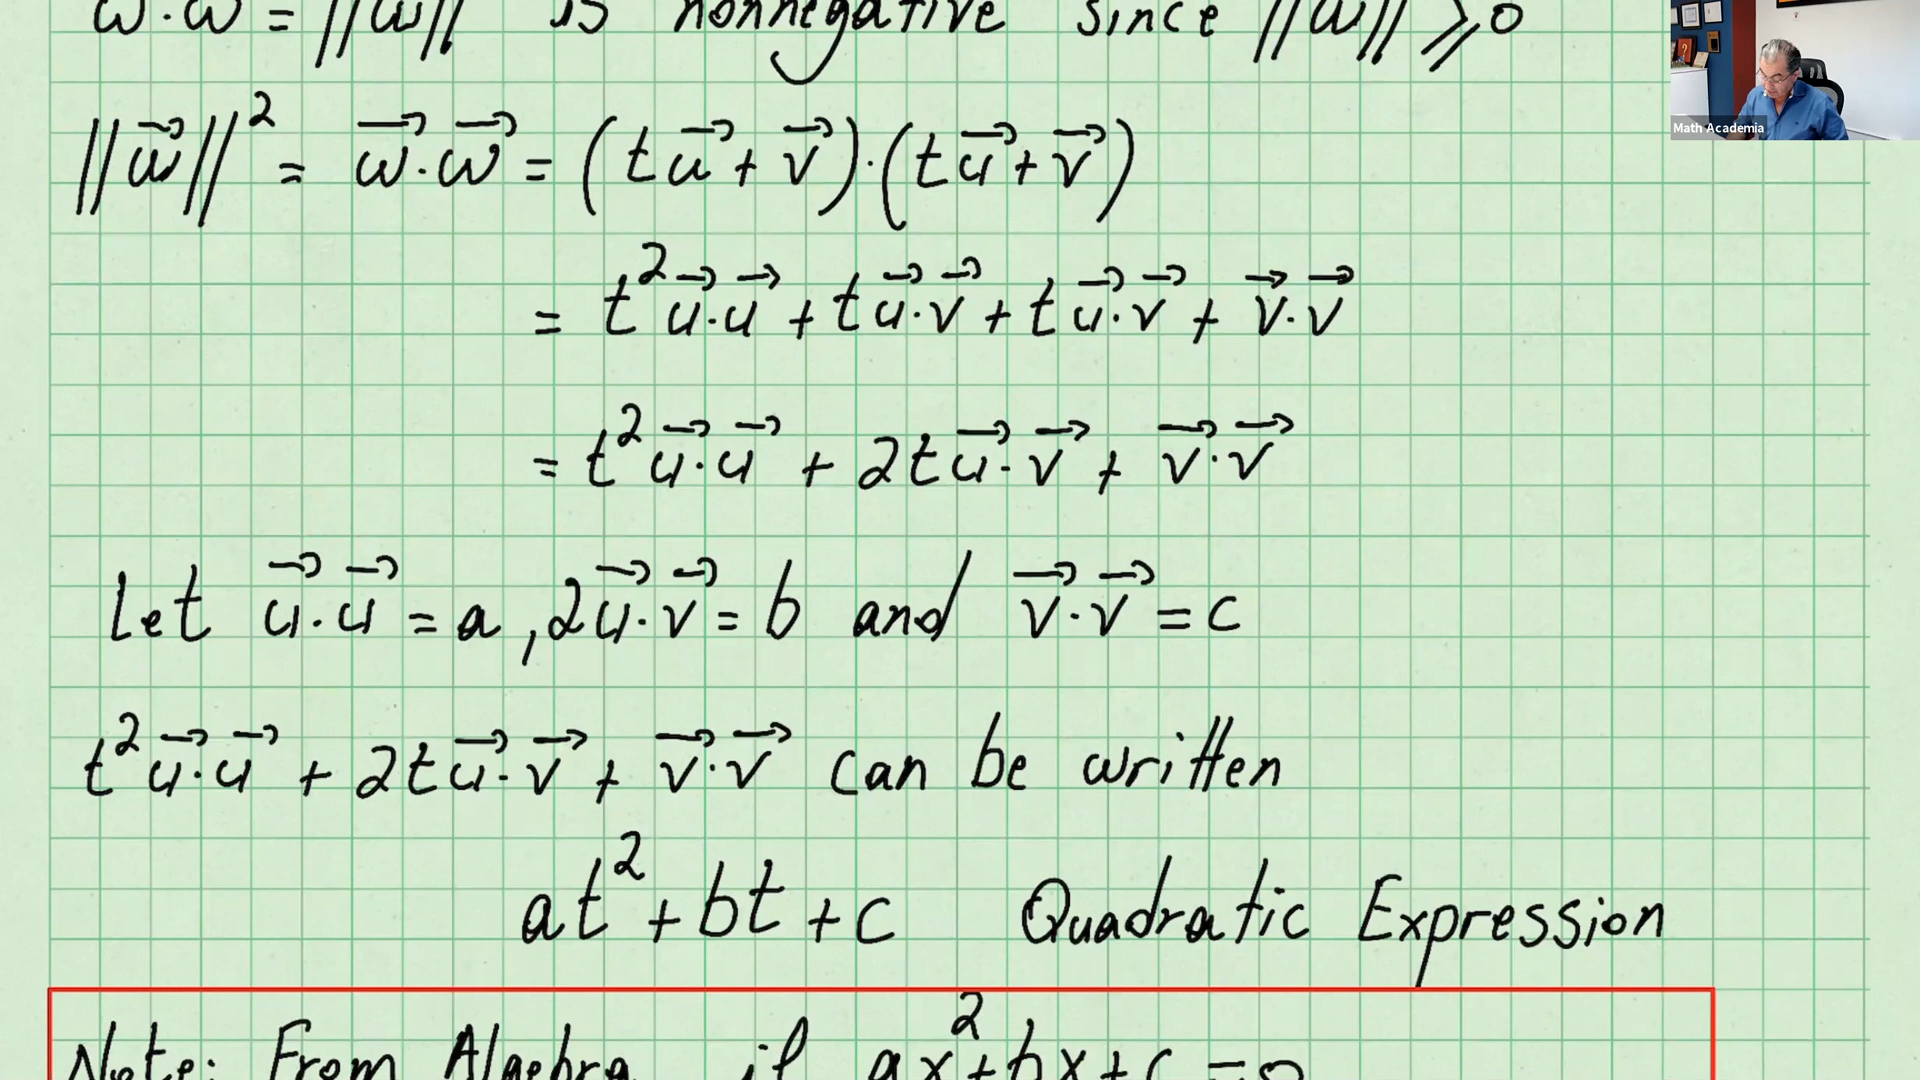 w⃗·w⃗ = ||w⃗|| is nonnegative since ||w⃗|| ⩾ 0
Math Academia
||w⃗||² = w⃗·w⃗ = (tu⃗ + v⃗)·(tu⃗ + v⃗)
= t²u⃗·u⃗ + tu⃗·v⃗ + tu⃗·v⃗ + v⃗·v⃗
= t²u⃗·u⃗ + 2tu⃗·v⃗ + v⃗·v⃗
Let u⃗·u⃗ = a, 2u⃗·v⃗ = b and v⃗·v⃗ = c
t²u⃗·u⃗ + 2tu⃗·v⃗ + v⃗·v⃗ can be written
at² + bt + c Quadratic Expression
Note: From Algebra if ax² + bx + c = 0